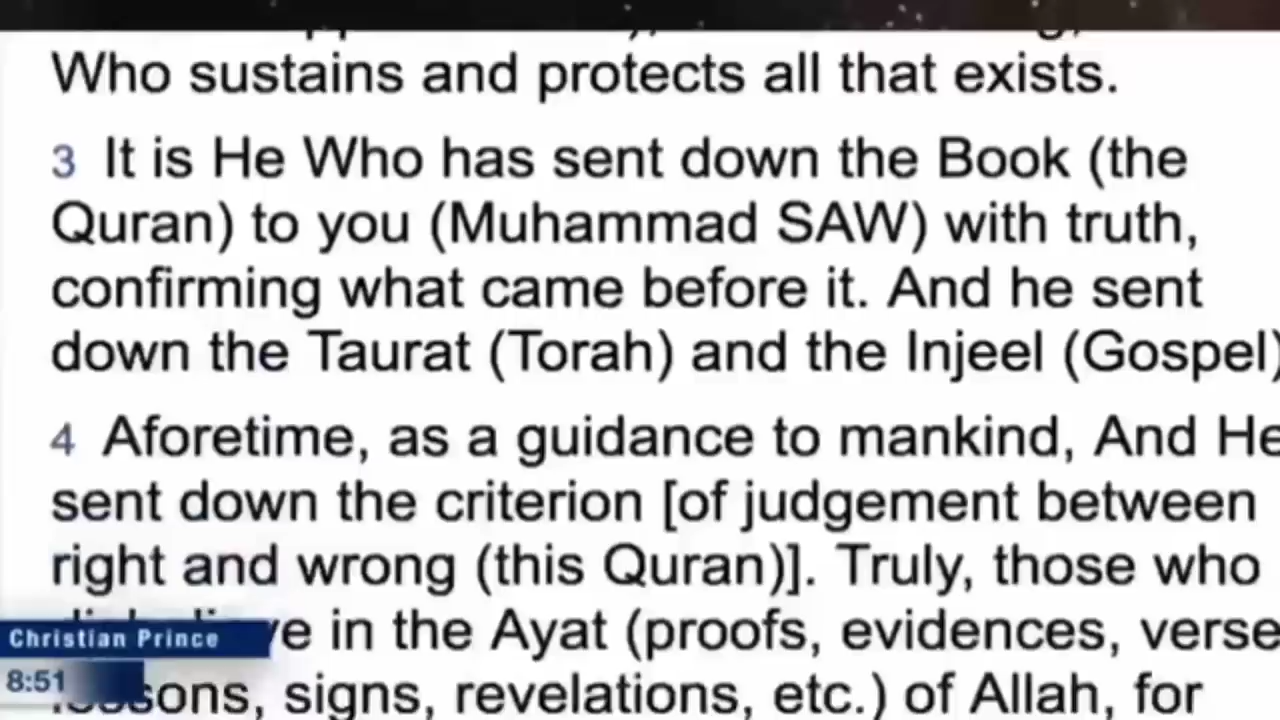 Who sustains and protects all that exists.
3 It is He Who has sent down the Book (the
Quran) to you (Muhammad SAW) with truth,
confirming what came before it. And he sent
down the Taurat (Torah) and the Injeel (Gospel)
4 Aforetime, as a guidance to mankind, And He
sent down the criterion [of judgement between
right and wrong (this Quran)]. Truly, those who
in the Ayat (proofs, evidences, verse
signs, revelations, etc.) of Allah, for
Christian Prince
8:51